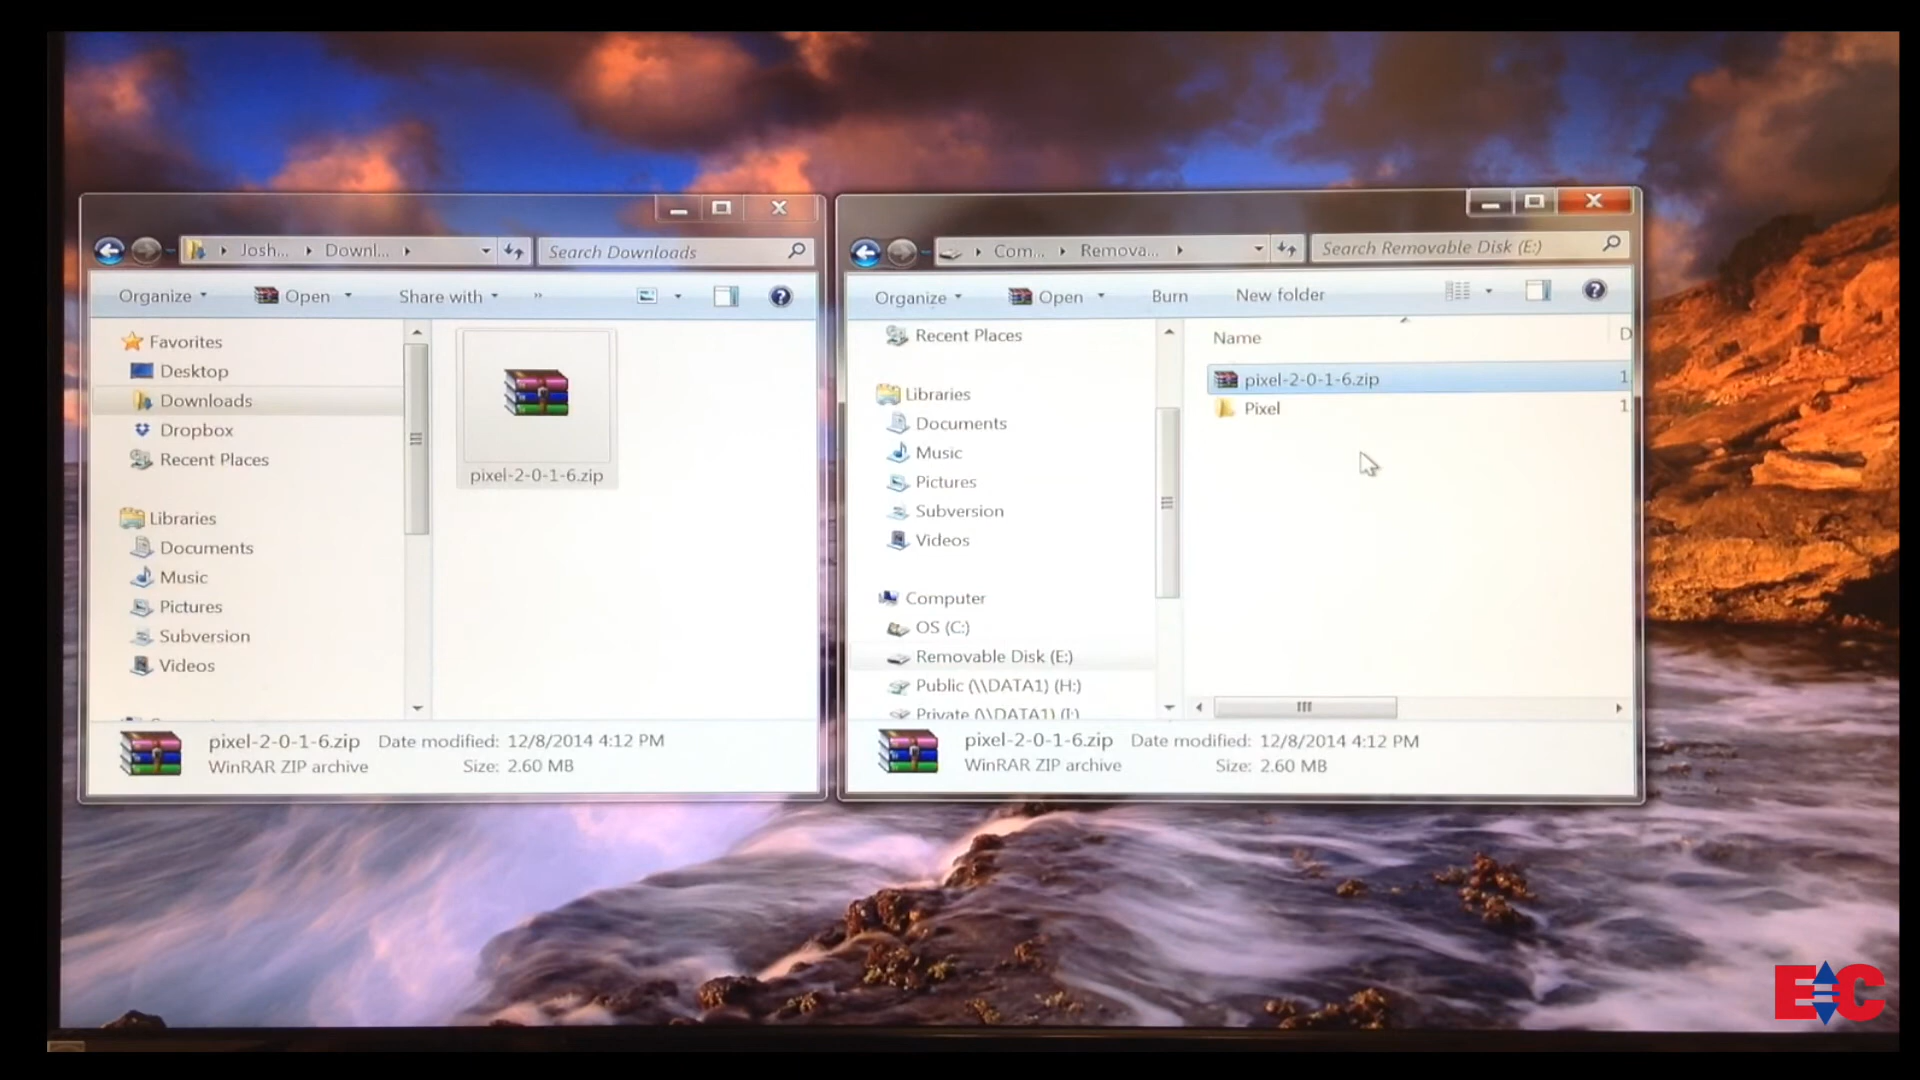 Josh... Downl...
Search Downloads
Organize Open Share with »
Favorites
Desktop
Downloads
Dropbox
Recent Places
Libraries
Documents
Music
Pictures
Subversion
Videos
pixel-2-0-1-6.zip
pixel-2-0-1-6.zip Date modified: 12/8/2014 4:12 PM
WinRAR ZIP archive Size: 2.60 MB
Com... Remova...
Search Removable Disk (E:)
Organize Open Burn New folder
Recent Places
Libraries
Documents
Music
Pictures
Subversion
Videos
Computer
OS (C:)
Removable Disk (E:)
Public (\\DATA1) (H:)
Private (\\DATA1) (I:)
Name D
pixel-2-0-1-6.zip 1
Pixel 1
pixel-2-0-1-6.zip Date modified: 12/8/2014 4:12 PM
WinRAR ZIP archive Size: 2.60 MB
EC